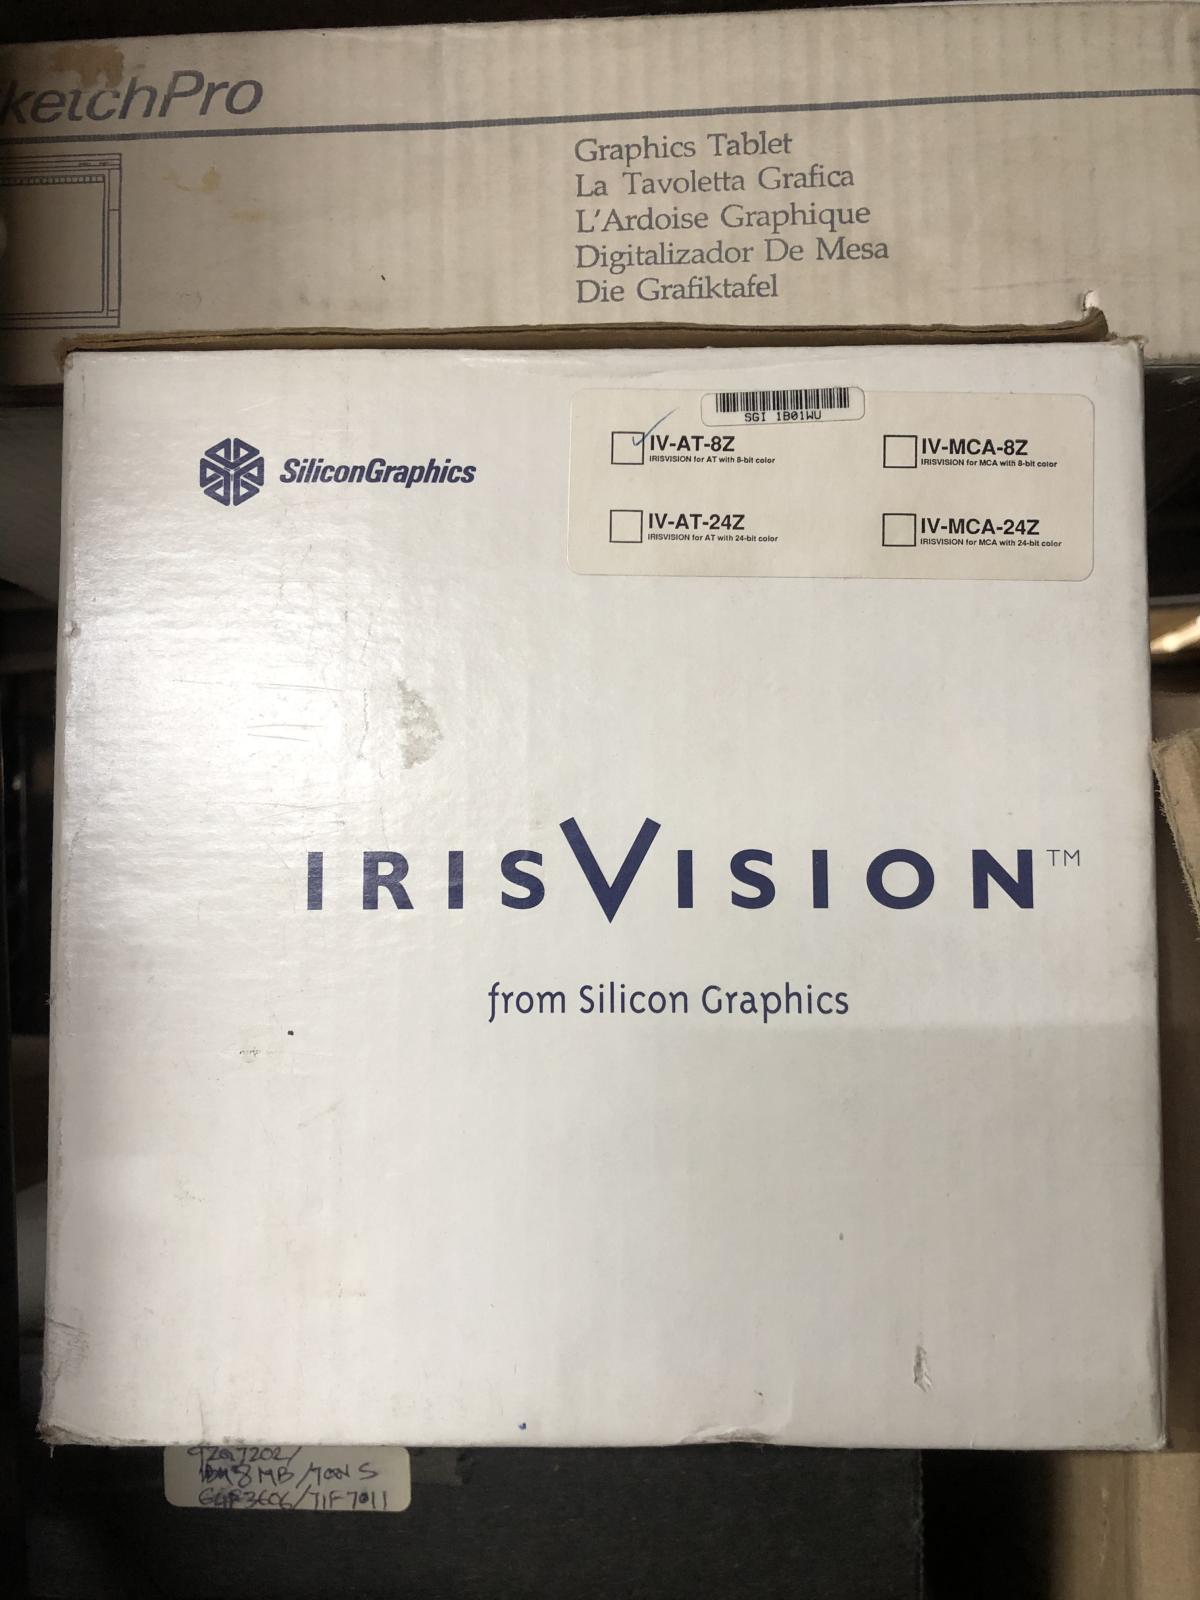 ketchPro
Graphics Tablet
La Tavoletta Grafica
L'Ardoise Graphique
Digitalizador De Mesa
Die Grafiktafel
SiliconGraphics
SGI 1B01WU
IV-AT-8Z
IRISVISION for AT with 8-bit color
IV-MCA-8Z
IRISVISION for MCA with 8-bit color
IV-AT-24Z
IRISVISION for AT with 24-bit color
IV-MCA-24Z
IRISVISION for MCA with 24-bit color
IRISVISION™
from Silicon Graphics
8 MB